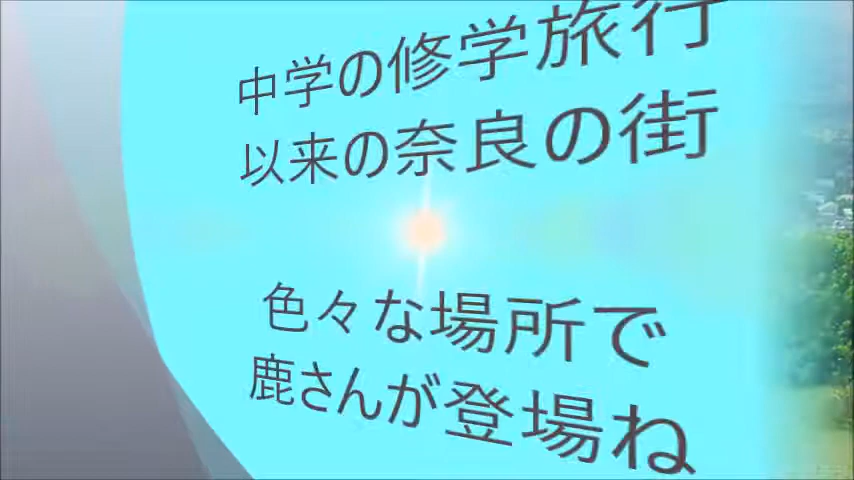 中学の修学旅行
以来の奈良の街
色々な場所で
鹿さんが登場ね